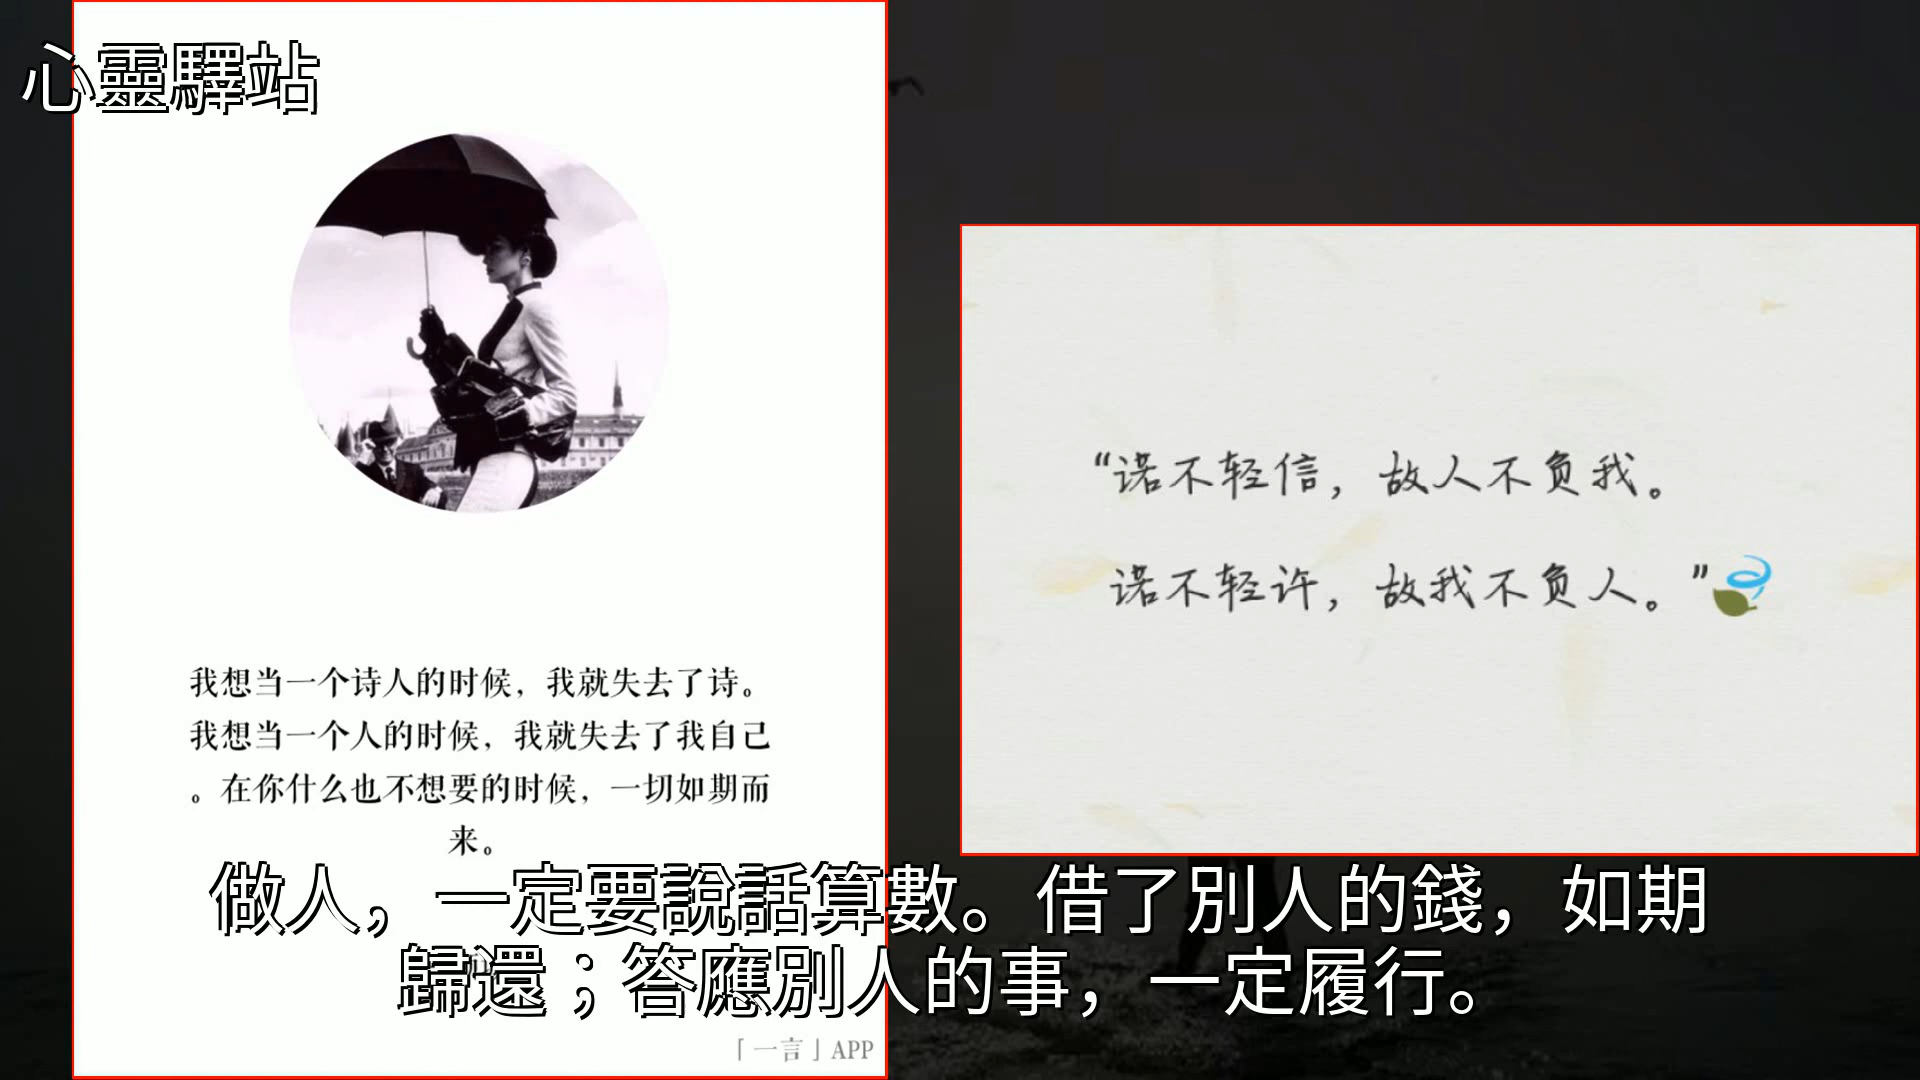 心靈驛站
我想当一个诗人的时候，我就失去了诗。
我想当一个人的时候，我就失去了我自己
。在你什么也不想要的时候，一切如期而
来。
「一言」APP
“诺不轻信，故人不负我。
诺不轻许，故我不负人。”
做人，一定要說話算數。借了別人的錢，如期
歸還；答應別人的事，一定履行。